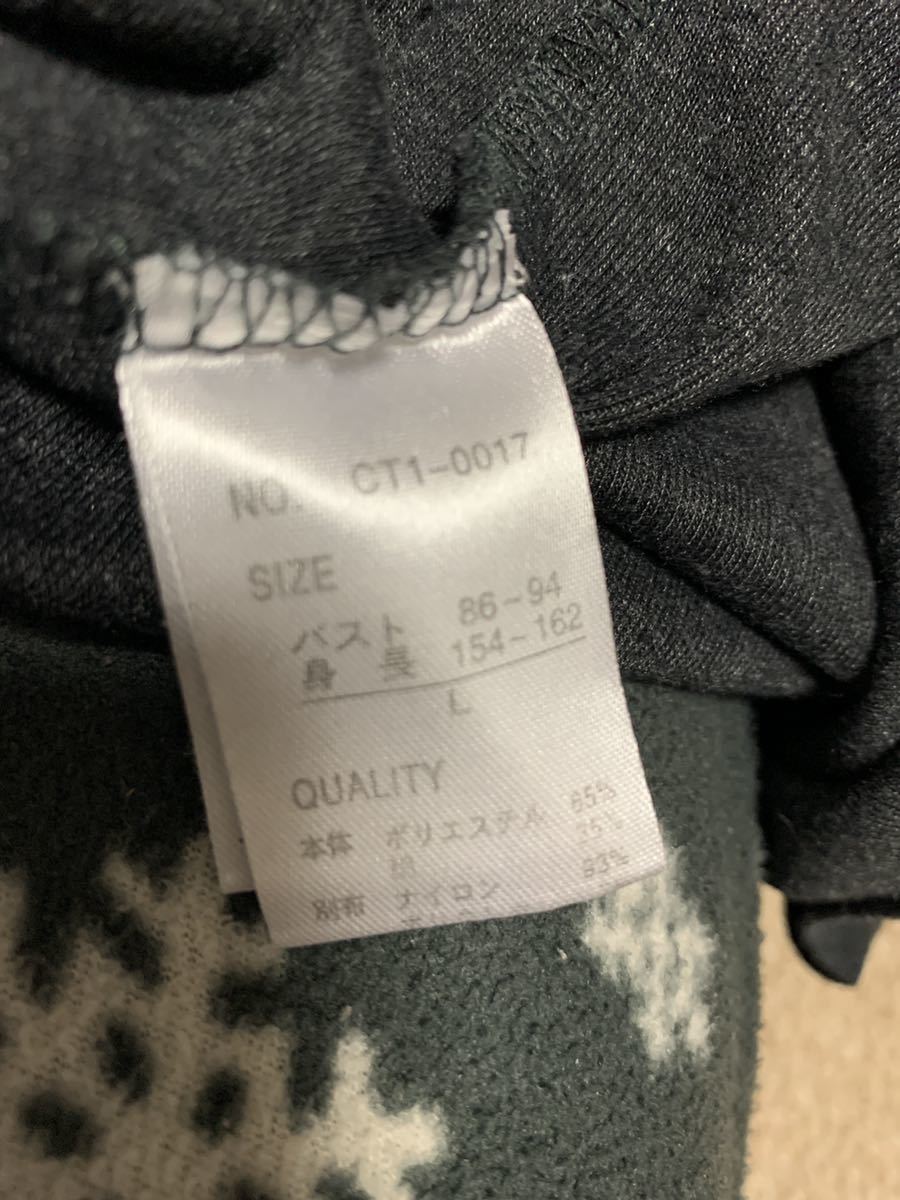 NO. CT1-0017
SIZE
バスト 86~94
身長 154~162
L
QUALITY
本体 ポリエステル 65%
綿 35%
別布 ナイロン